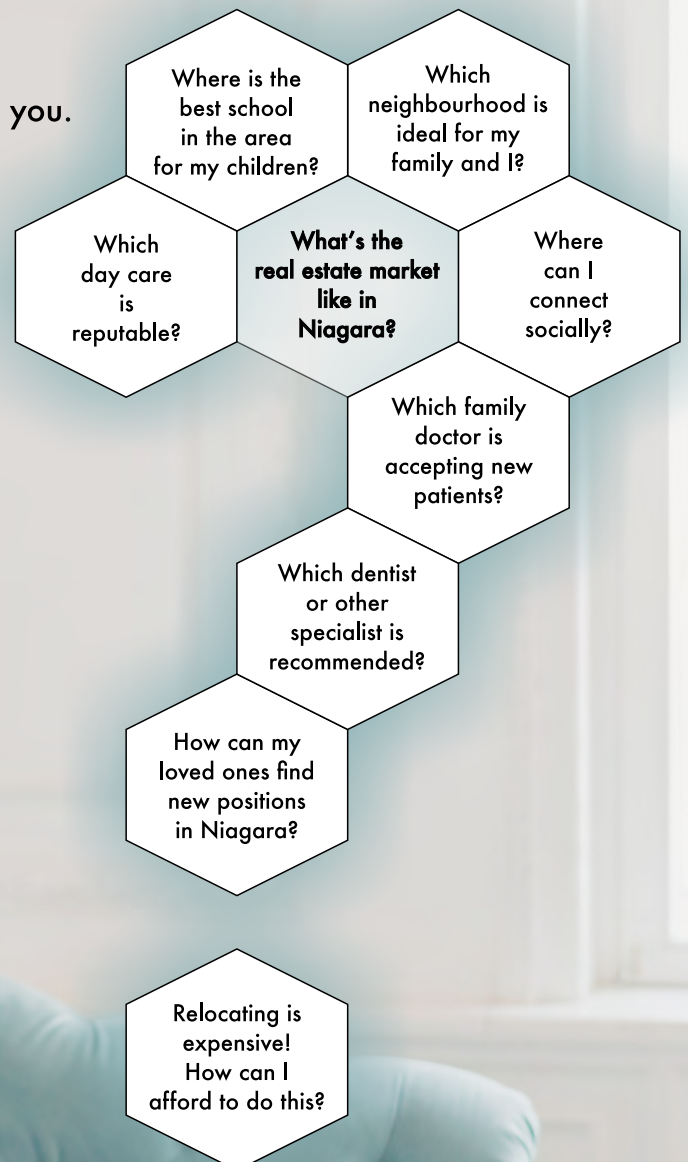 you.
Where is the
best school
in the area
for my children?
Which
neighbourhood is
ideal for my
family and I?
Which
day care
is
reputable?
What's the
real estate market
like in
Niagara?
Where
can I
connect
socially?
Which family
doctor is
accepting new
patients?
Which dentist
or other
specialist is
recommended?
How can my
loved ones find
new positions
in Niagara?
Relocating is
expensive!
How can I
afford to do this?